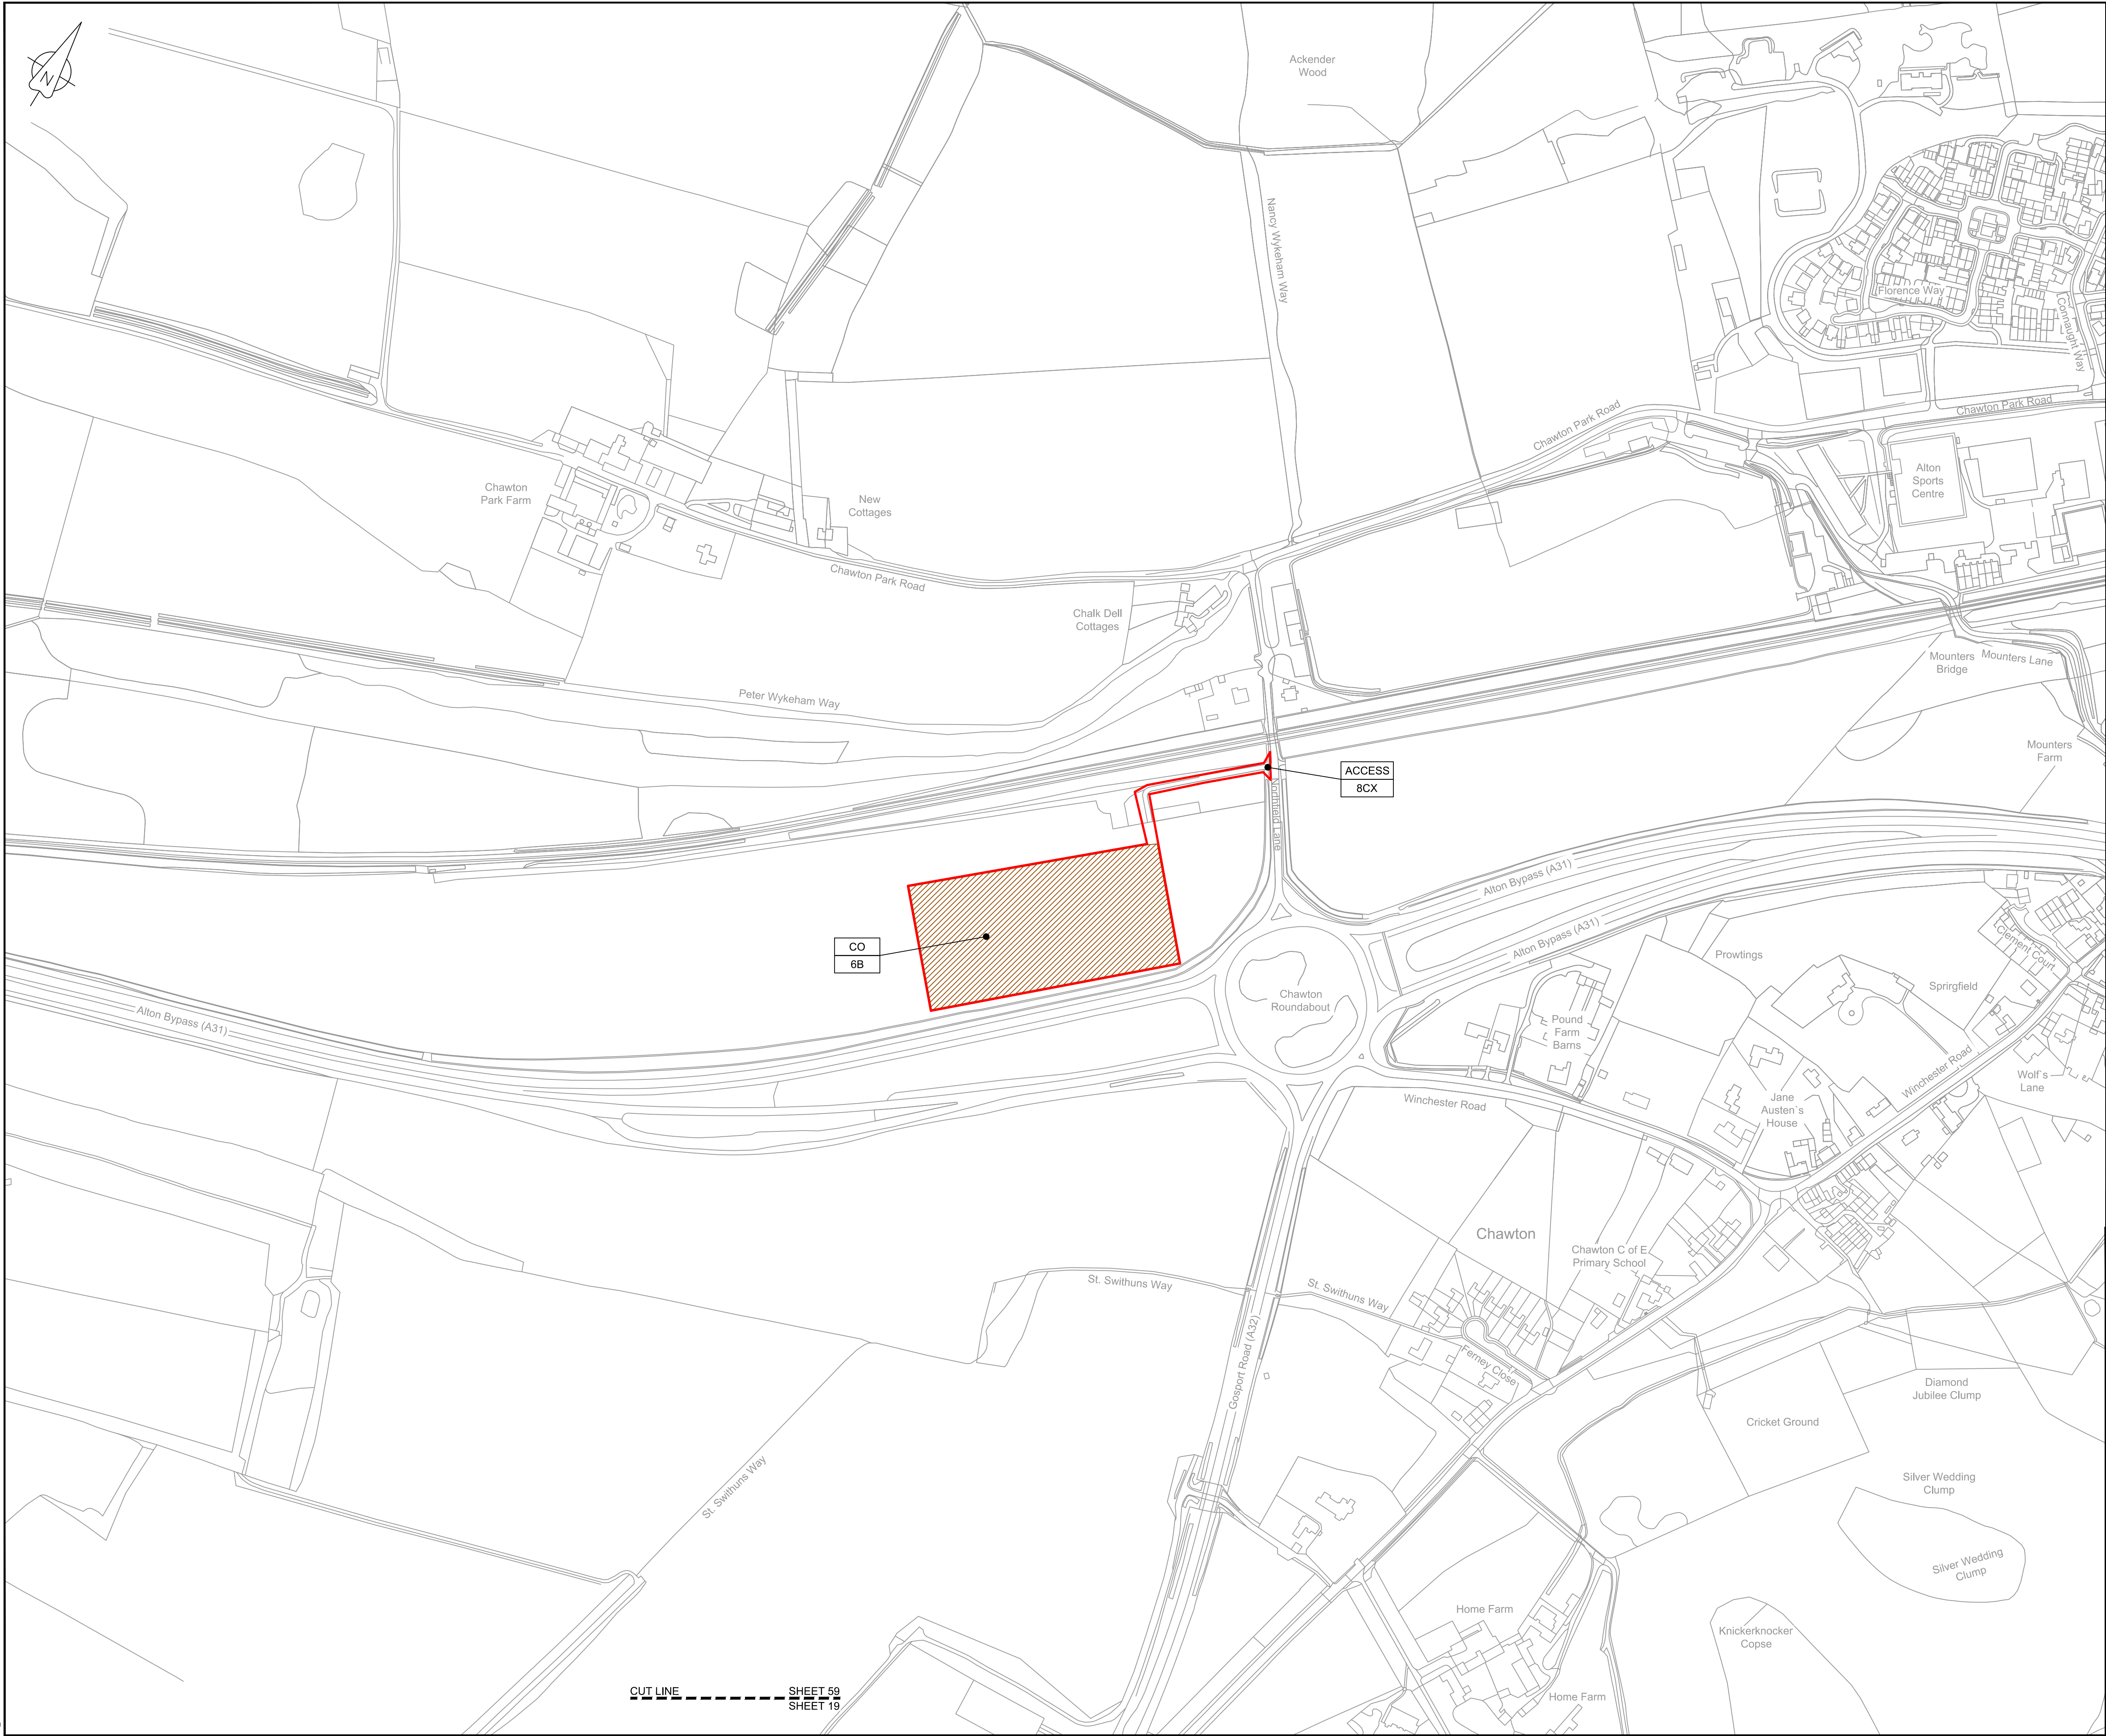 N
Ackender
Wood
Nancy Wykeham Way
Florence Way
Connaught Way
Chawton Park Road
Chawton Park Road
Alton
Sports
Centre
Chawton
Park Farm
New
Cottages
Chawton Park Road
Chalk Dell
Cottages
Mounters
Bridge
Mounters Lane
Peter Wykeham Way
Mounters
Farm
ACCESS
8CX
Northfield Lane
Alton Bypass (A31)
Alton Bypass (A31)
CO
6B
Prowtings
Clement Court
Sprirgfield
Chawton
Roundabout
Alton Bypass (A31)
Pound
Farm
Barns
Winchester Road
Wolf`s
Lane
Winchester Road
Jane
Austen`s
House
Chawton
Chawton C of E
Primary School
St. Swithuns Way
St. Swithuns Way
Gosport Road (A32)
Ferney Close
Diamond
Jubilee Clump
Cricket Ground
St. Swithuns Way
Silver Wedding
Clump
Silver Wedding
Clump
Home Farm
Knickerknocker
Copse
Home Farm
CUT LINE SHEET 59
SHEET 19